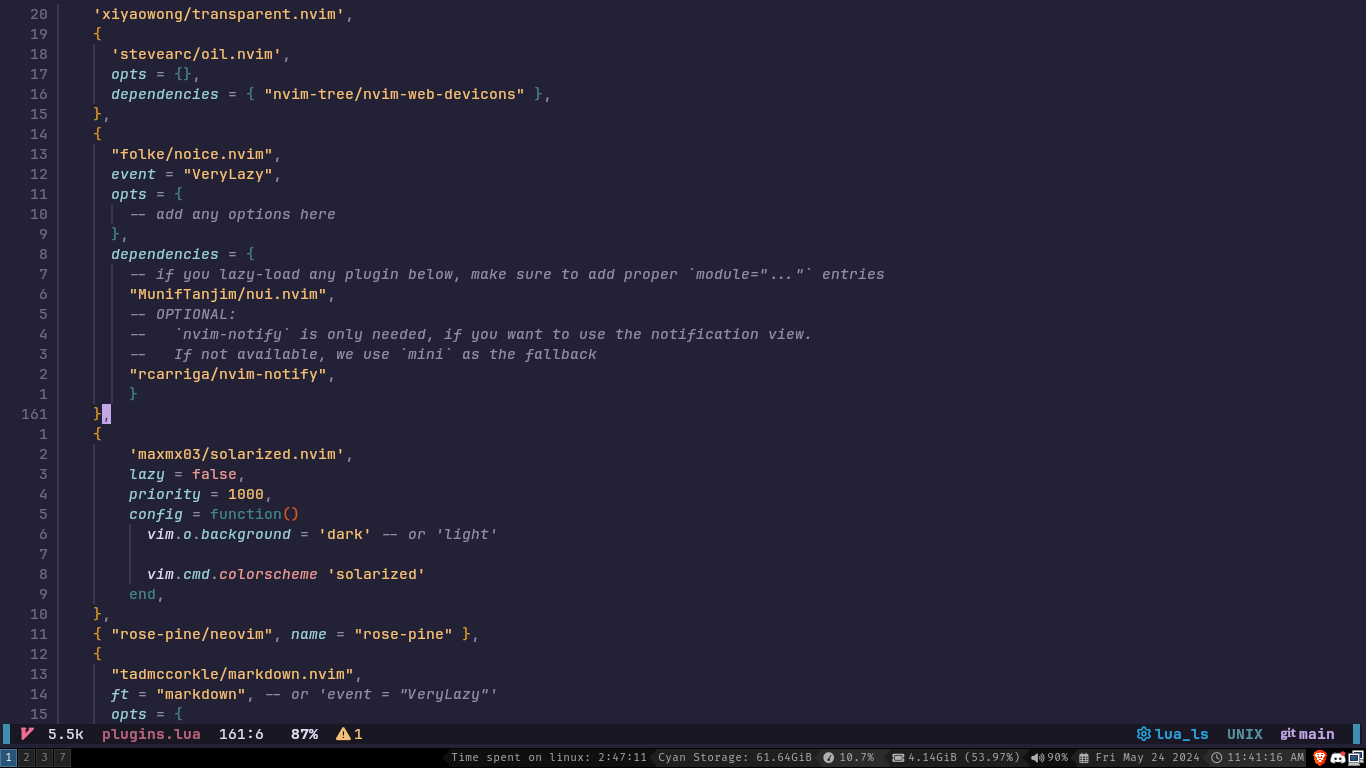 20     'xiyaowong/transparent.nvim',
19     {
18       'stevearc/oil.nvim',
17       opts = {},
16       dependencies = { "nvim-tree/nvim-web-devicons" },
15     },
14     {
13       "folke/noice.nvim",
12       event = "VeryLazy",
11       opts = {
10         -- add any options here
9       },
8       dependencies = {
7         -- if you lazy-load any plugin below, make sure to add proper `module="..."` entries
6         "MunifTanjim/nui.nvim",
5         -- OPTIONAL:
4         --   `nvim-notify` is only needed, if you want to use the notification view.
3         --   If not available, we use `mini` as the fallback
2         "rcarriga/nvim-notify",
1         }
161     },
1     {
2         'maxmx03/solarized.nvim',
3         lazy = false,
4         priority = 1000,
5         config = function()
6           vim.o.background = 'dark' -- or 'light'
7
8           vim.cmd.colorscheme 'solarized'
9         end,
10     },
11     { "rose-pine/neovim", name = "rose-pine" },
12     {
13       "tadmccorkle/markdown.nvim",
14       ft = "markdown", -- or 'event = "VeryLazy"'
15       opts = {
5.5k plugins.lua 161:6 87% 1 lua_ls UNIX git main
1 2 3 7 Time spent on linux: 2:47:11 Cyan Storage: 61.64GiB 10.7% 4.14GiB (53.97%) 90% Fri May 24 2024 11:41:16 AM